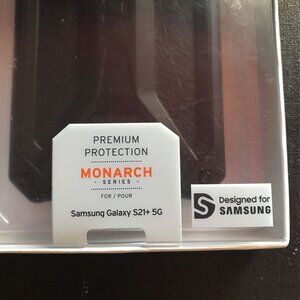 PREMIUM
PROTECTION
MONARCH
SERIES
FOR / POUR
Samsung Galaxy S21+ 5G
Designed for
SAMSUNG